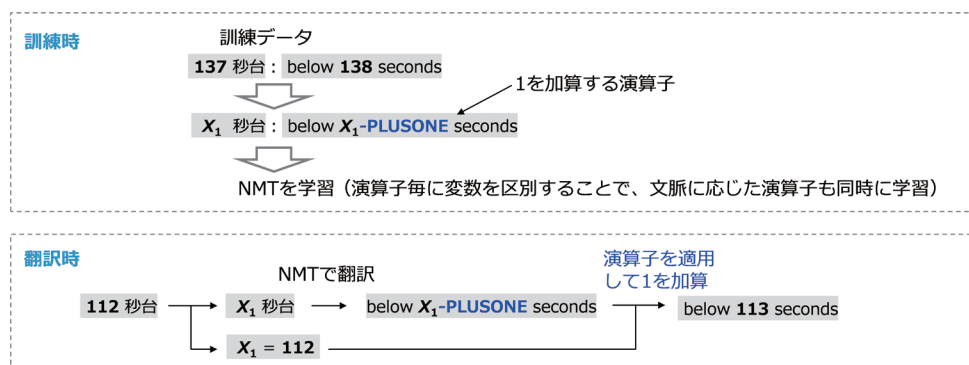 訓練時
訓練データ
137 秒台 : below 138 seconds
1を加算する演算子
X₁ 秒台 : below X₁-PLUSONE seconds
NMTを学習（演算子毎に変数を区別することで、文脈に応じた演算子も同時に学習）
翻訳時
NMTで翻訳
演算子を適用
して1を加算
112 秒台
X₁ 秒台
below X₁-PLUSONE seconds
below 113 seconds
X₁ = 112